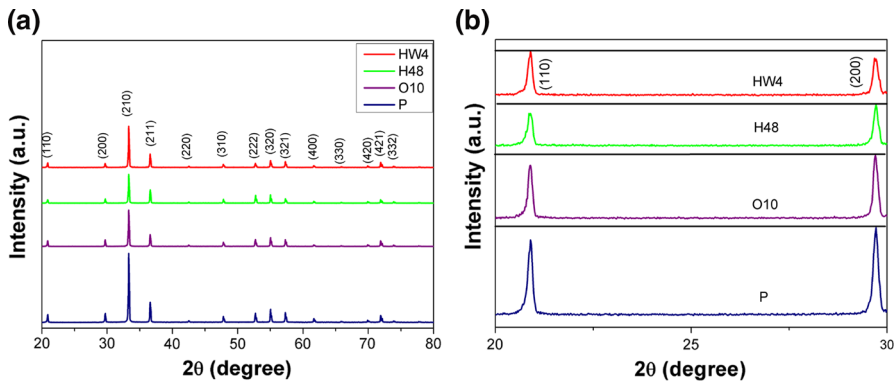 (a)
Intensity (a.u.)
HW4
H48
O10
P
(110)
(200)
(210)
(211)
(220)
(310)
(222)
(320)
(321)
(400)
(330)
(420)
(421)
(332)
20 30 40 50 60 70 80
2θ (degree)
(b)
Intensity (a.u.)
(110)
HW4
(200)
H48
O10
P
20 25 30
2θ (degree)